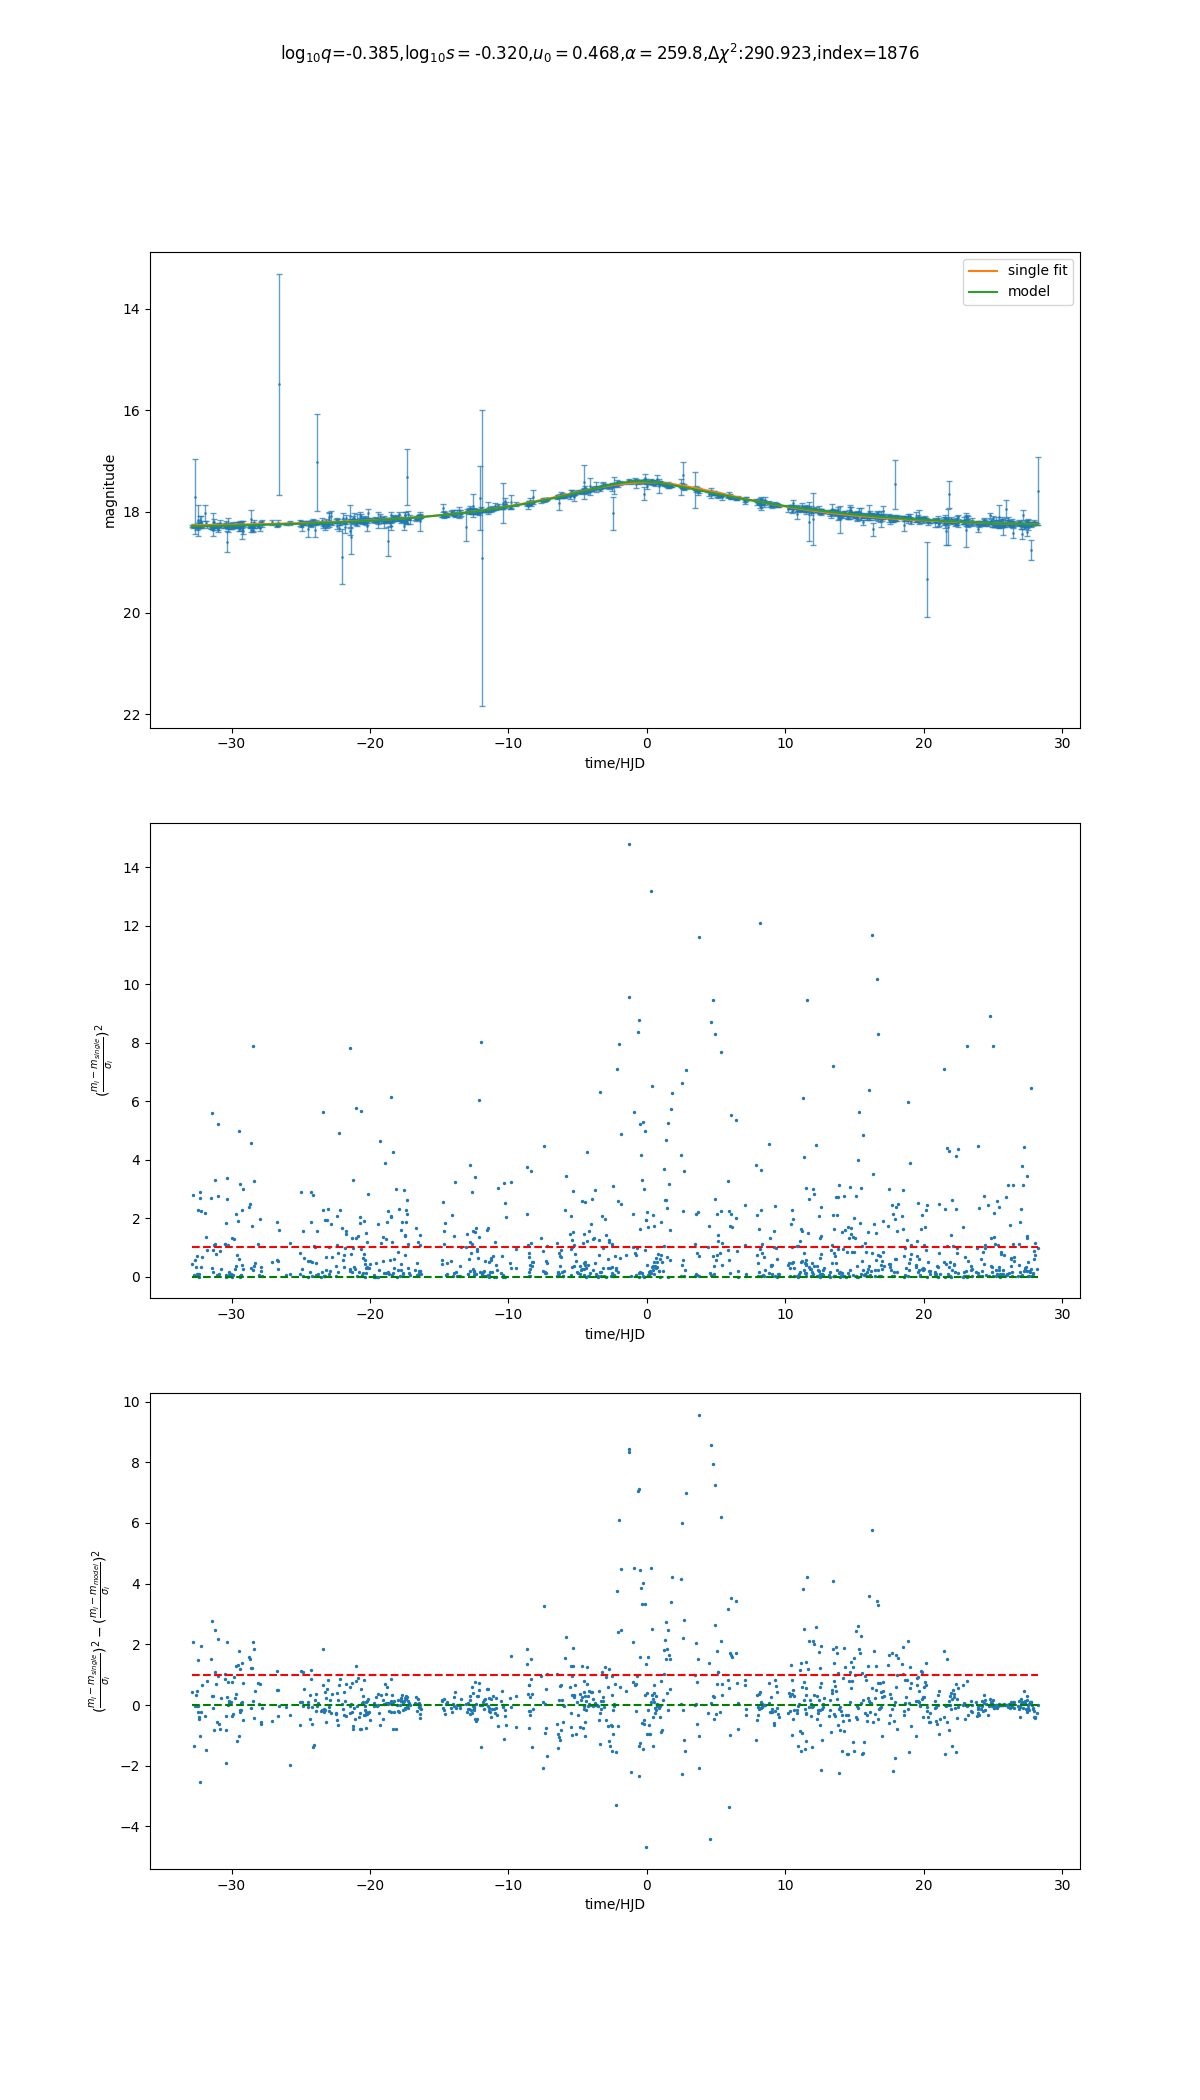 log₁₀q=-0.385,log₁₀s = -0.320,u₀ = 0.468,α = 259.8,Δχ²:290.923,index=1876
single fit
model
14
16
18
20
22
magnitude
−30 −20 −10 0 10 20 30
time/HJD
14
12
10
8
6
4
2
0
((mᵢ − m_single)/σᵢ)²
−30 −20 −10 0 10 20 30
time/HJD
10
8
6
4
2
0
−2
−4
((mᵢ − m_single)/σᵢ)² − ((mᵢ − m_model)/σᵢ)²
−30 −20 −10 0 10 20 30
time/HJD